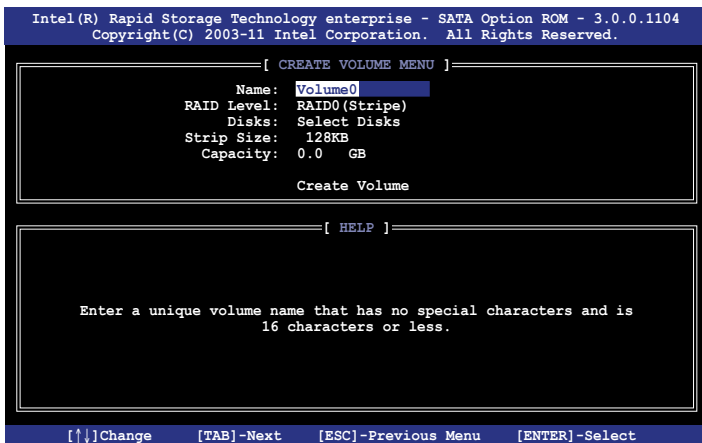 Intel(R) Rapid Storage Technology enterprise - SATA Option ROM - 3.0.0.1104
Copyright(C) 2003-11 Intel Corporation.  All Rights Reserved.
[ CREATE VOLUME MENU ]
Name: Volume0
RAID Level: RAID0(Stripe)
Disks: Select Disks
Strip Size: 128KB
Capacity: 0.0 GB
Create Volume
[ HELP ]
Enter a unique volume name that has no special characters and is
16 characters or less.
[↑↓]Change [TAB]-Next [ESC]-Previous Menu [ENTER]-Select